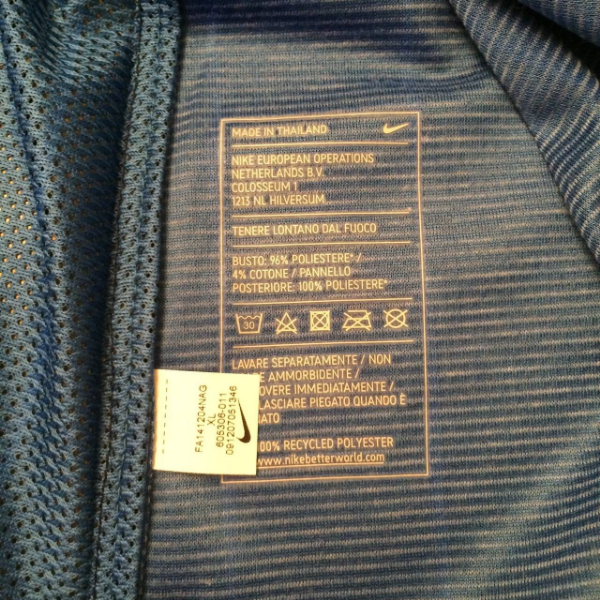 MADE IN THAILAND
NIKE EUROPEAN OPERATIONS
NETHERLANDS B.V.
COLOSSEUM 1
1213 NL HILVERSUM
TENERE LONTANO DAL FUOCO
BUSTO: 96% POLIESTERE* /
4% COTONE / PANNELLO
POSTERIORE: 100% POLIESTERE*
30
LAVARE SEPARATAMENTE / NON
AMMORBIDENTE /
IMMEDIATAMENTE /
LASCIARE PIEGATO QUANDO È
100% RECYCLED POLYESTER
www.nikebetterworld.com
FA141204NAG
XL
605306-011
091207051346